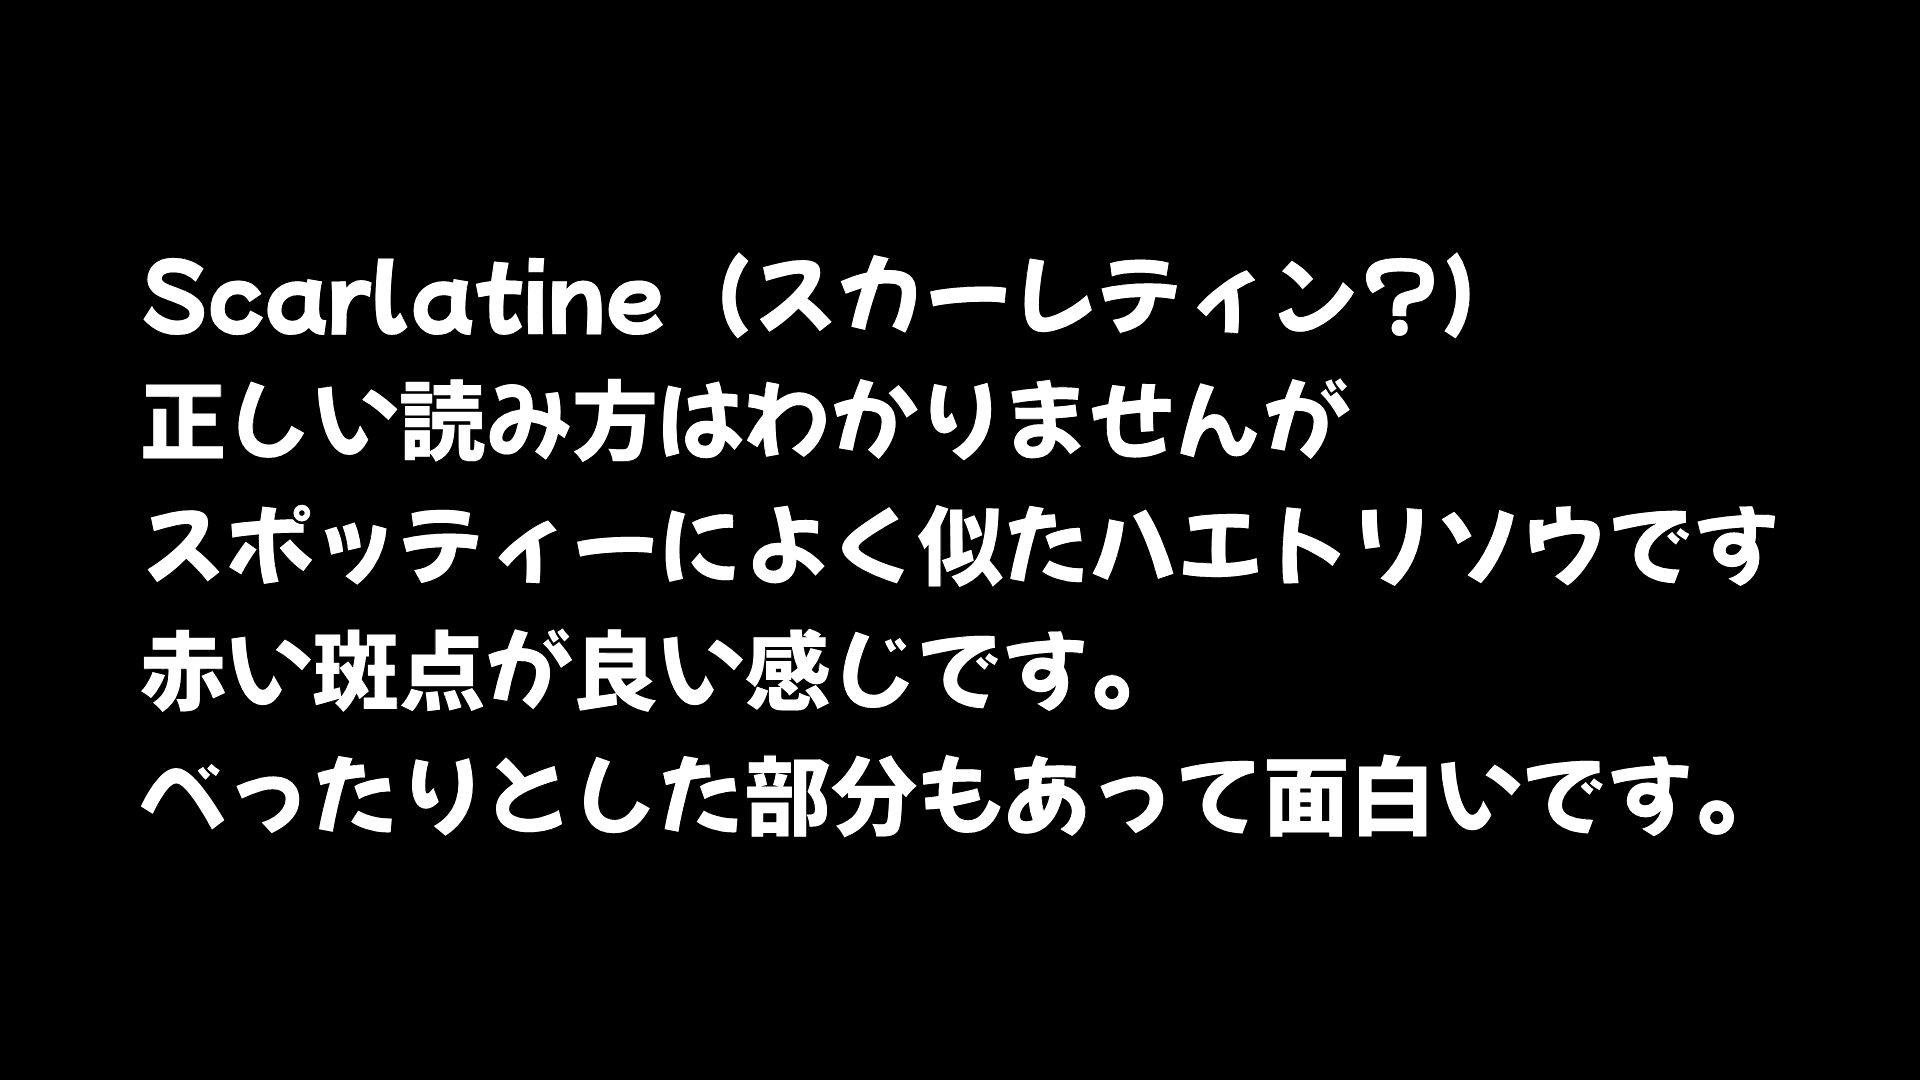 Scarlatine（スカーレティン？）
正しい読み方はわかりませんが
スポッティーによく似たハエトリソウです
赤い斑点が良い感じです。
べったりとした部分もあって面白いです。